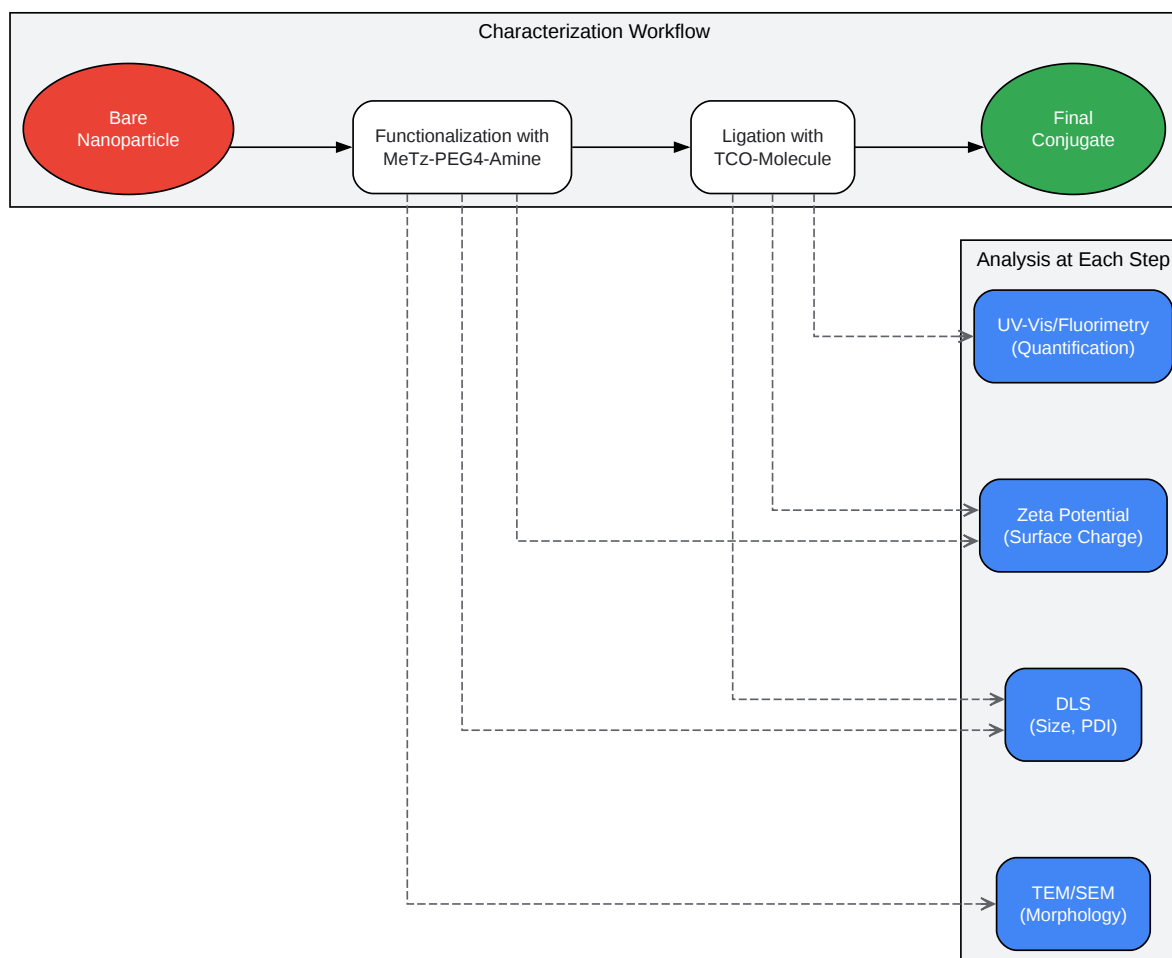 Characterization Workflow
Bare
Nanoparticle
Functionalization with
MeTz-PEG4-Amine
Ligation with
TCO-Molecule
Final
Conjugate
Analysis at Each Step
UV-Vis/Fluorimetry
(Quantification)
Zeta Potential
(Surface Charge)
DLS
(Size, PDI)
TEM/SEM
(Morphology)